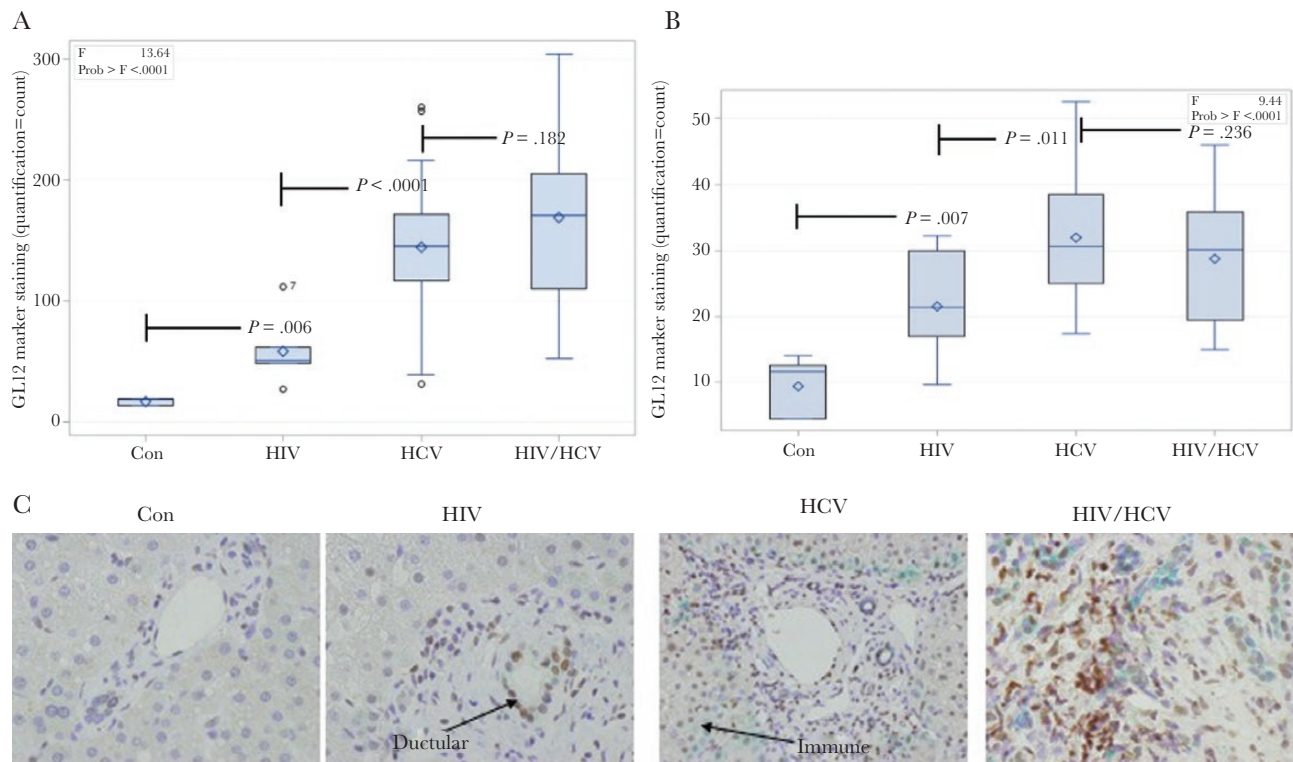 A
GL12 marker staining (quantification=count)
F 13.64
Prob > F <.0001
300
200
100
0
P = .006
7
P < .0001
P = .182
Con HIV HCV HIV/HCV
B
GL12 marker staining (quantification=count)
F 9.44
Prob > F <.0001
50
40
30
20
10
P = .007
P = .011
P = .236
Con HIV HCV HIV/HCV
C
Con HIV HCV HIV/HCV
Ductular
Immune